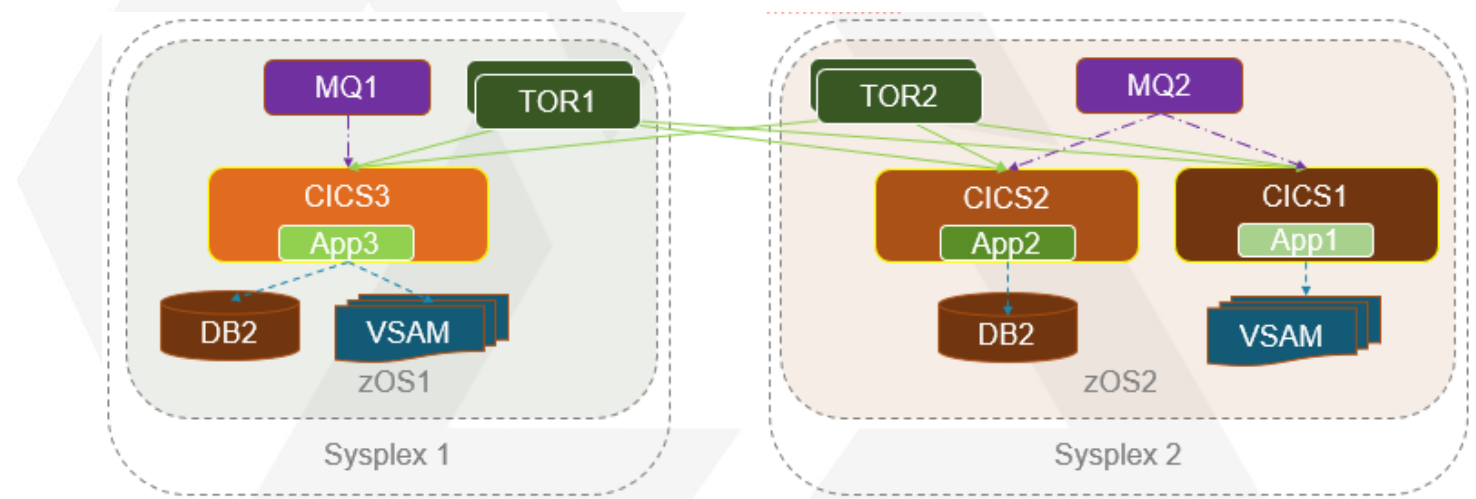 MQ1
TOR1
TOR2
MQ2
CICS3
App3
CICS2
App2
CICS1
App1
DB2
VSAM
DB2
VSAM
zOS1
zOS2
Sysplex 1
Sysplex 2